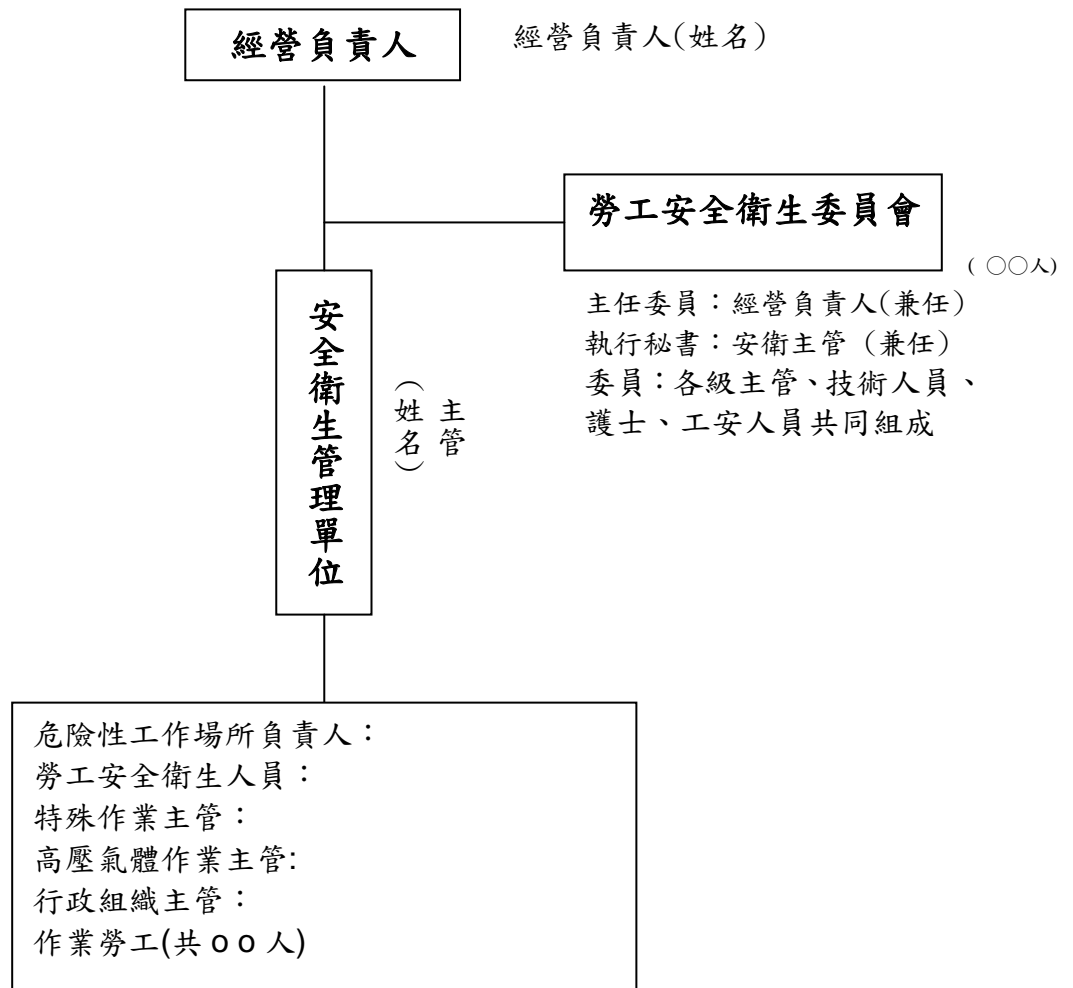 經營負責人
經營負責人(姓名)
勞工安全衛生委員會
( ○○人)
主任委員：經營負責人(兼任)
執行秘書：安衛主管 (兼任)
委員：各級主管、技術人員、
護士、工安人員共同組成
安全衛生管理單位
主管
(姓名)
危險性工作場所負責人：
勞工安全衛生人員：
特殊作業主管：
高壓氣體作業主管:
行政組織主管：
作業勞工(共 o o 人)